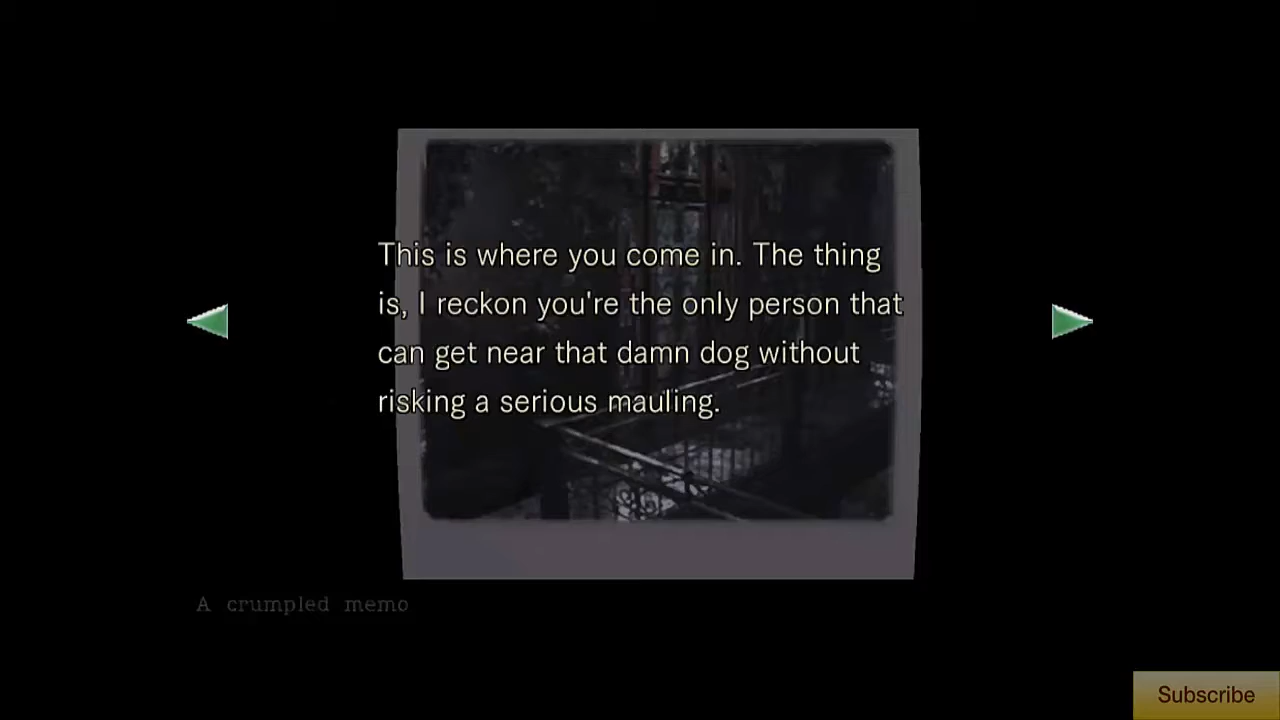 This is where you come in. The thing
is, I reckon you're the only person that
can get near that damn dog without
risking a serious mauling.
A crumpled memo
Subscribe